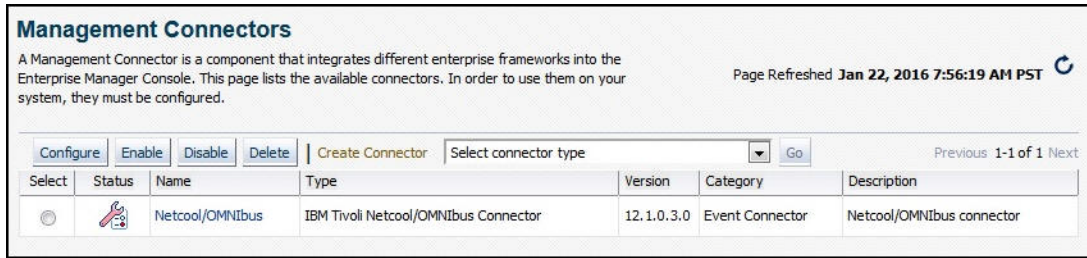 Management Connectors
A Management Connector is a component that integrates different enterprise frameworks into the
Enterprise Manager Console. This page lists the available connectors. In order to use them on your
system, they must be configured.
Page Refreshed Jan 22, 2016 7:56:19 AM PST
Configure Enable Disable Delete | Create Connector Select connector type Go Previous 1-1 of 1 Next
Select Status Name Type Version Category Description
Netcool/OMNIbus IBM Tivoli Netcool/OMNIbus Connector 12.1.0.3.0 Event Connector Netcool/OMNIbus connector